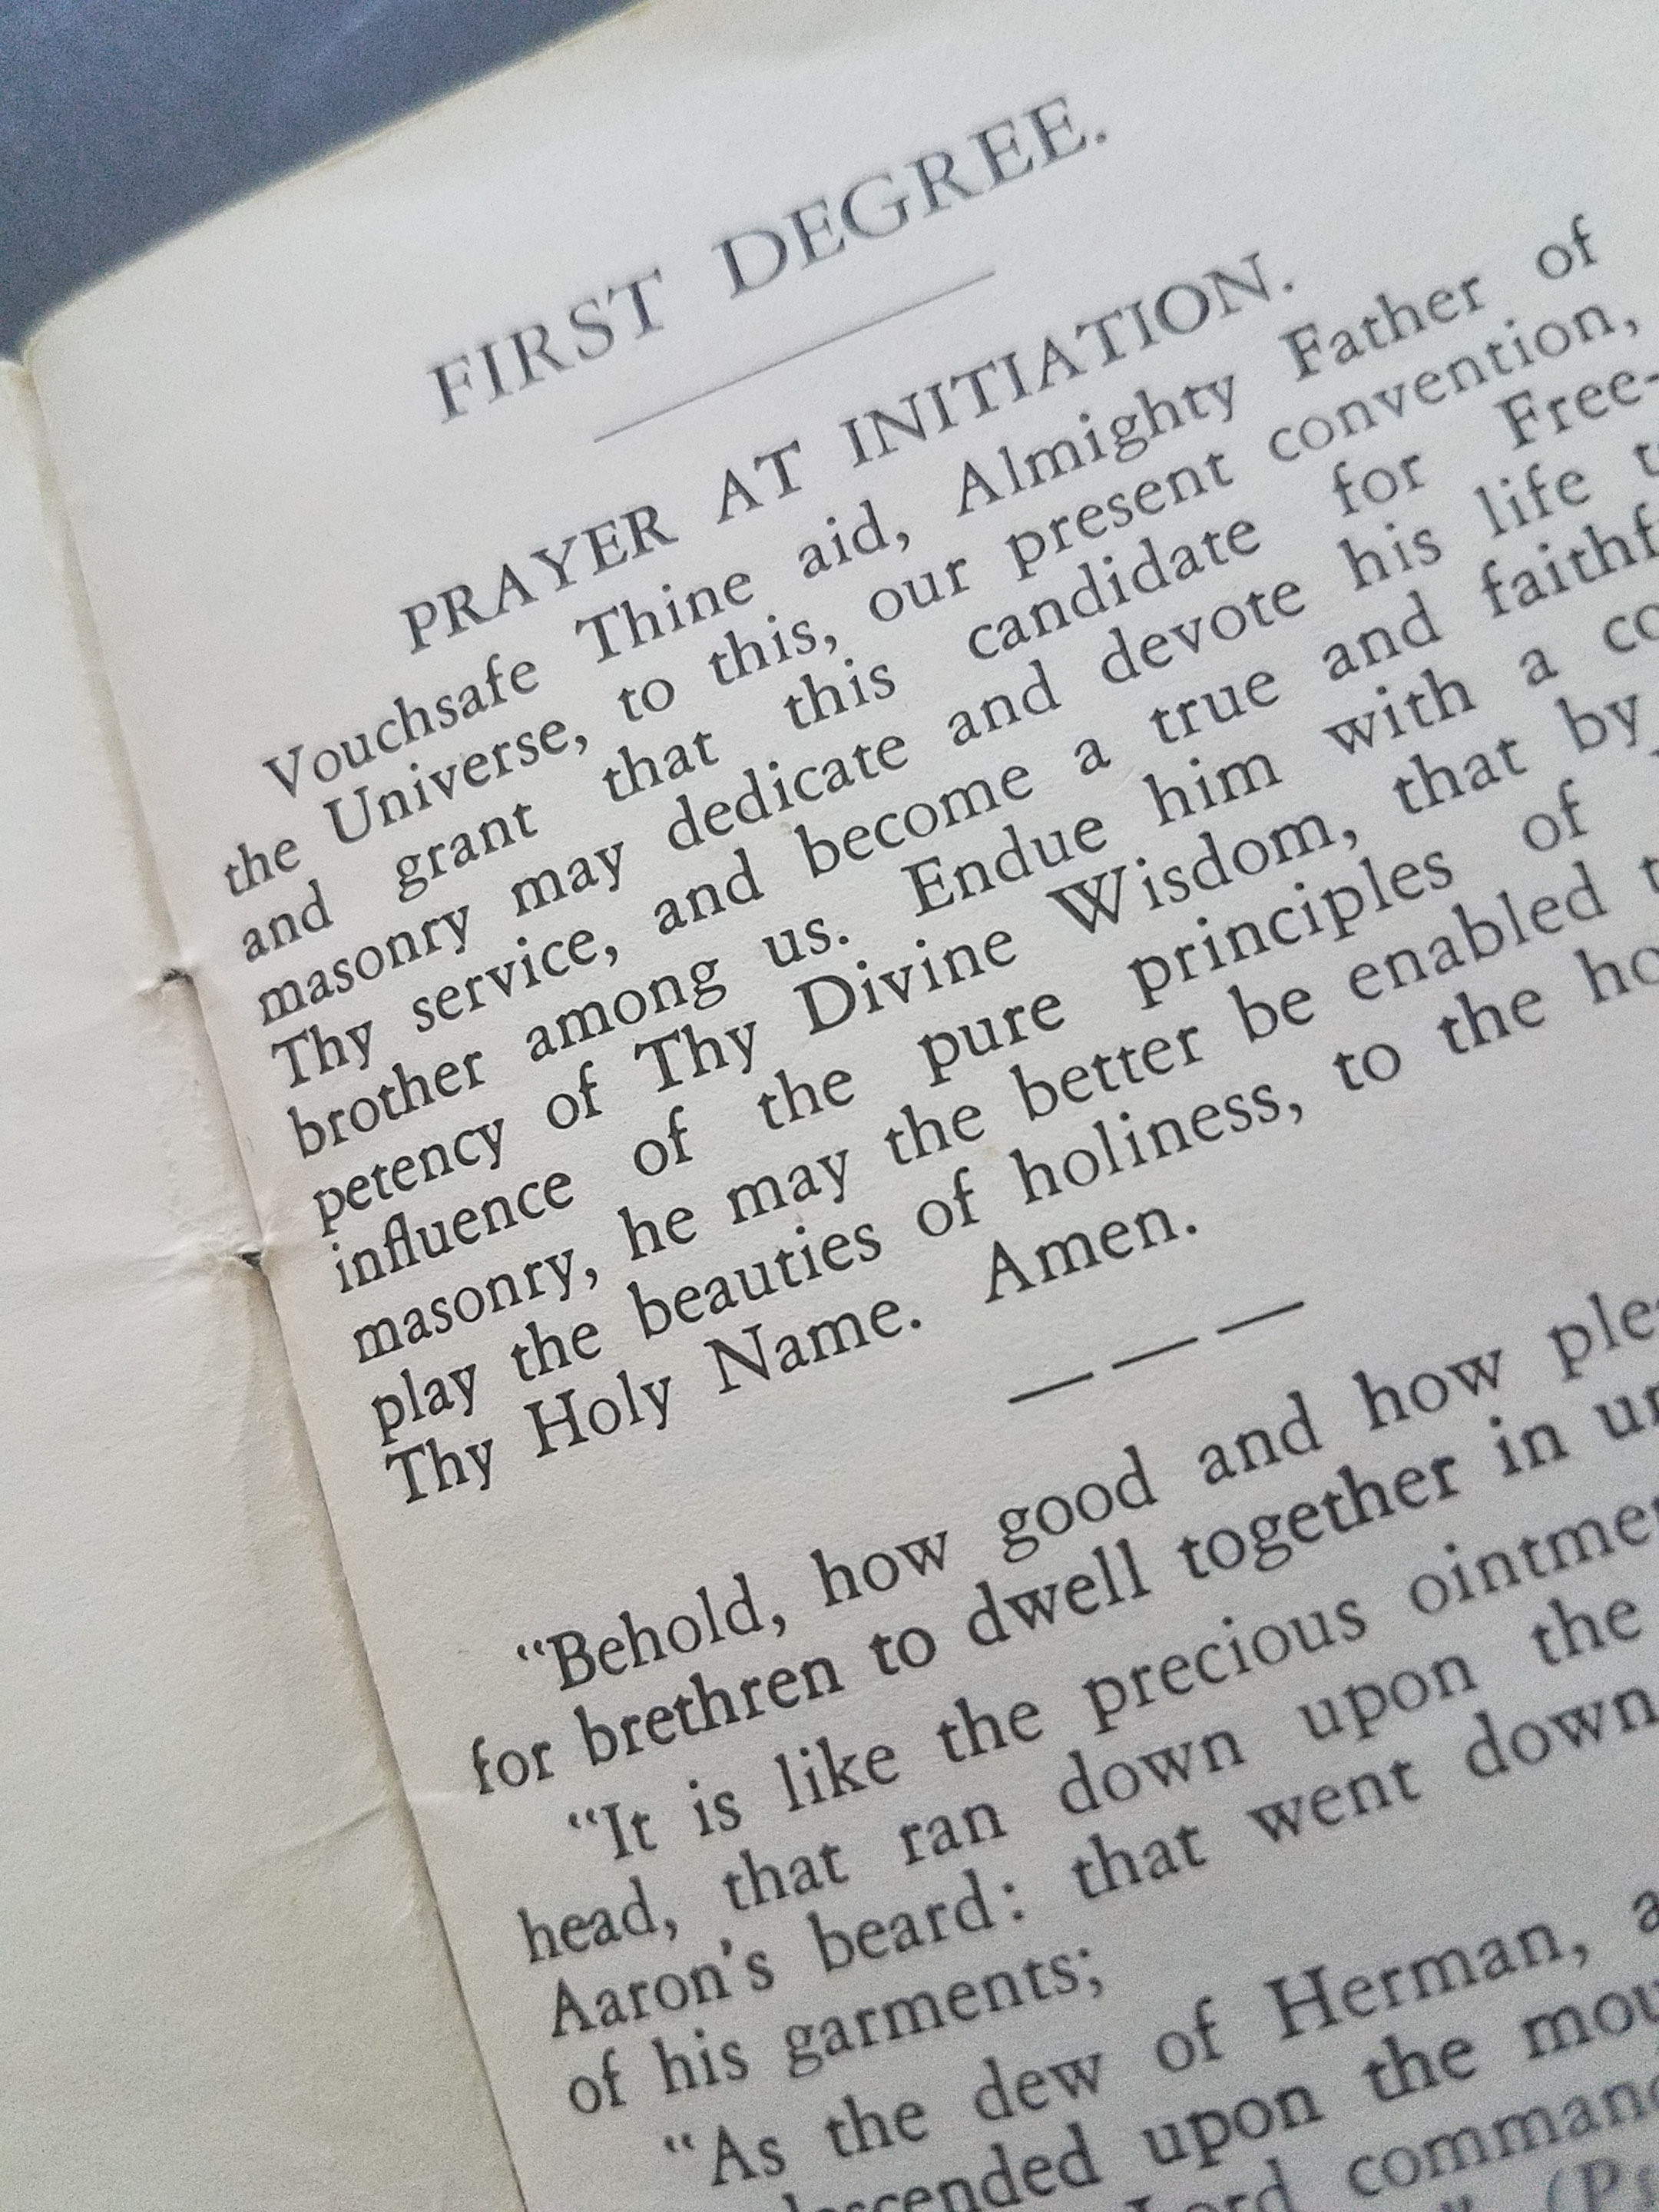 FIRST DEGREE.
PRAYER AT INITIATION.
Vouchsafe Thine aid, Almighty Father of
the Universe, to this, our present convention,
and grant that this candidate for Free-
masonry may dedicate and devote his life
Thy service, and become a true and
brother among us. Endue him with a
petency of Thy Divine Wisdom, that by
influence of the pure principles of
masonry, he may the better be enabled
play the beauties of holiness, to the
Thy Holy Name. Amen.
"Behold, how good and how
for brethren to dwell together in
"It is like the precious
head, that ran down upon the
Aaron's beard: that went down
of his garments;
"As the dew of Herman,
upon the